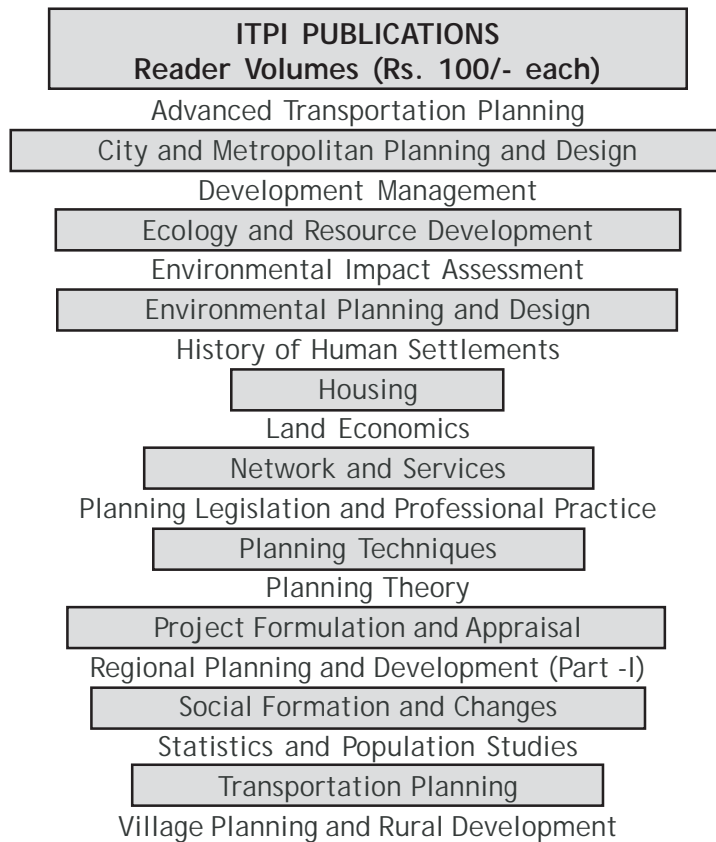 ITPI PUBLICATIONS
Reader Volumes (Rs. 100/- each)
Advanced Transportation Planning
City and Metropolitan Planning and Design
Development Management
Ecology and Resource Development
Environmental Impact Assessment
Environmental Planning and Design
History of Human Settlements
Housing
Land Economics
Network and Services
Planning Legislation and Professional Practice
Planning Techniques
Planning Theory
Project Formulation and Appraisal
Regional Planning and Development (Part -I)
Social Formation and Changes
Statistics and Population Studies
Transportation Planning
Village Planning and Rural Development